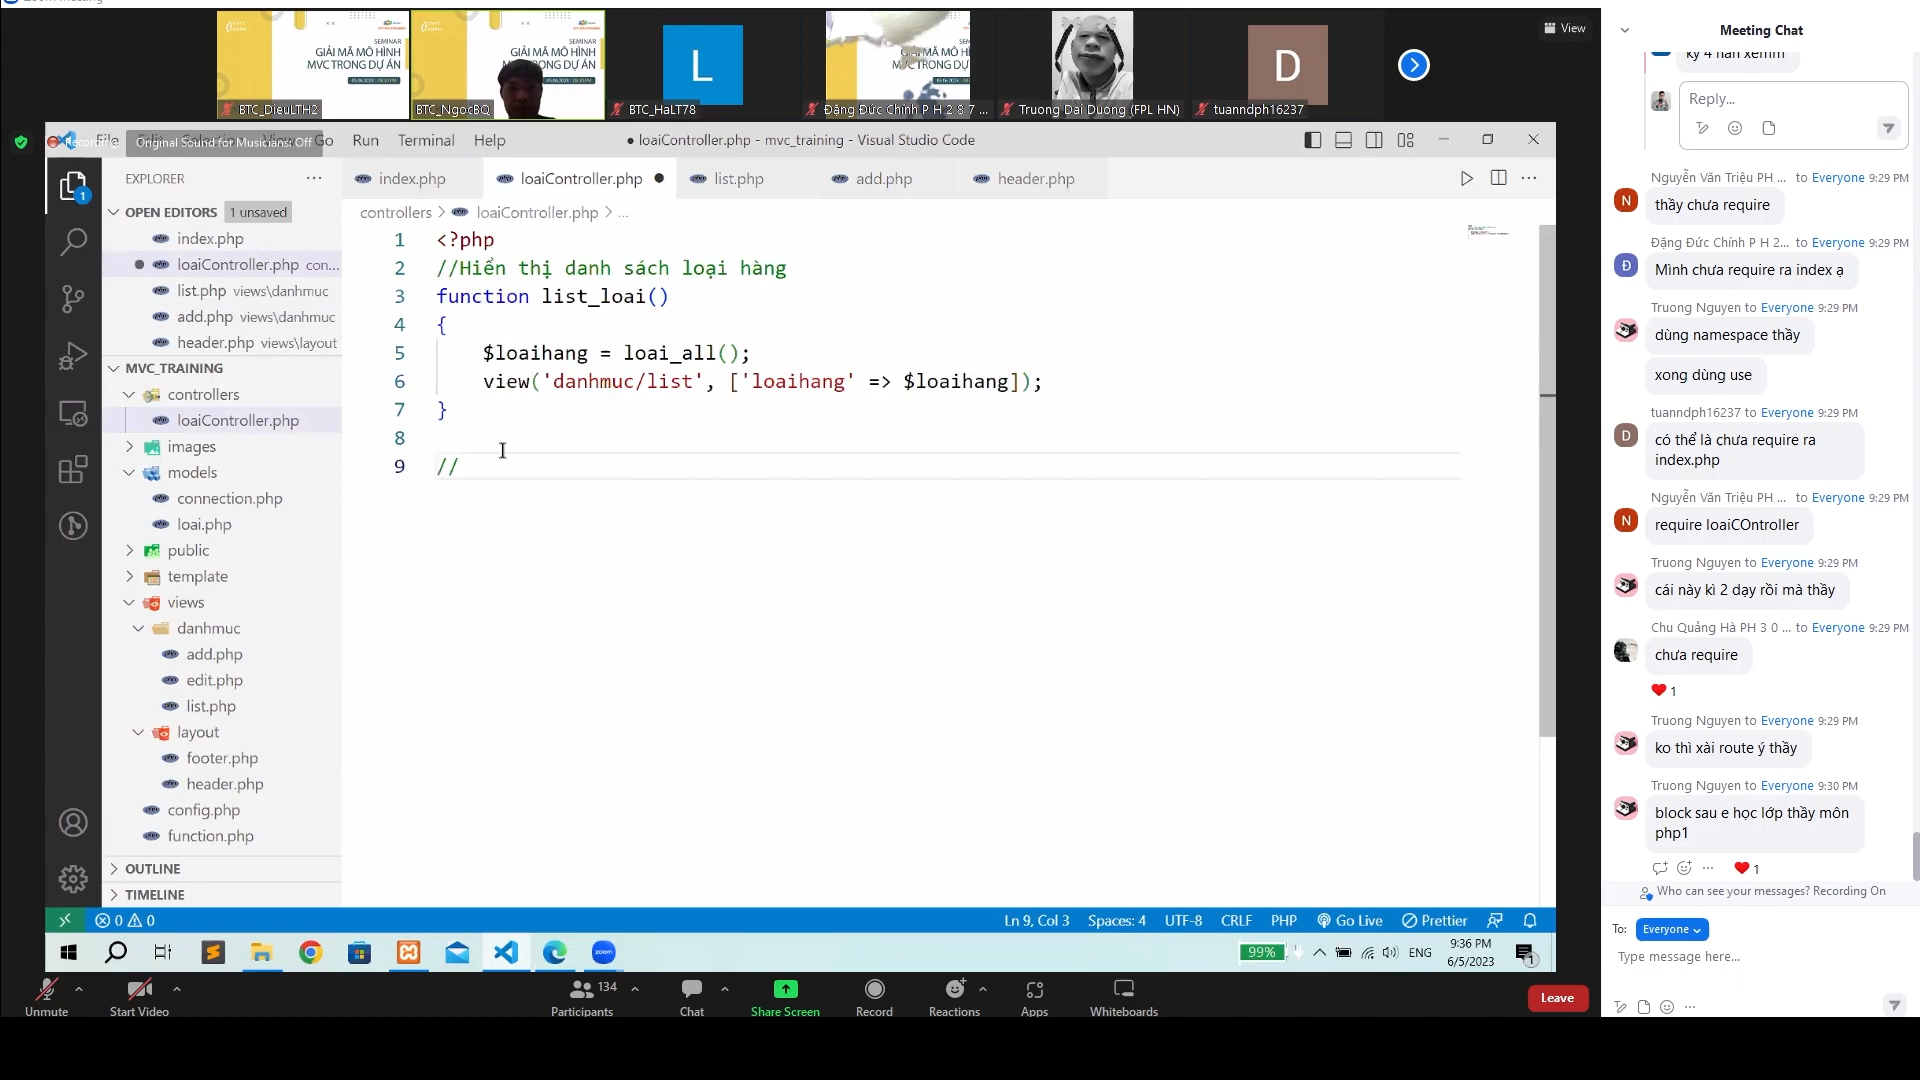 View
SEMINAR
GIẢI MÃ MÔ HÌNH
MVC TRONG DỰ ÁN
BTC_DieuLTH2
SEMINAR
GIẢI MÃ MÔ HÌNH
MVC TRONG DỰ ÁN
BTC_NgocBQ
L
BTC_HaLT78
Đặng Đức Chính P H 2 8 7 ...
Truong Dai Duong (FPL HN)
D
tuanndph16237
Original Sound for Musicians: Off
Go
Run
Terminal
Help
● loaiController.php - mvc_training - Visual Studio Code
EXPLORER
OPEN EDITORS 1 unsaved
index.php
loaiController.php con...
list.php views\danhmuc
add.php views\danhmuc
header.php views\layout
MVC_TRAINING
controllers
loaiController.php
images
models
connection.php
loai.php
public
template
views
danhmuc
add.php
edit.php
list.php
layout
footer.php
header.php
config.php
function.php
OUTLINE
TIMELINE
index.php
loaiController.php
list.php
add.php
header.php
controllers > loaiController.php > ...
1 <?php
2 //Hiển thị danh sách loại hàng
3 function list_loai()
4 {
5 $loaihang = loai_all();
6 view('danhmuc/list', ['loaihang' => $loaihang]);
7 }
8
9 //
0 0
Ln 9, Col 3
Spaces: 4
UTF-8
CRLF
PHP
Go Live
Prettier
99%
ENG
9:36 PM
6/5/2023
1
Unmute
Start Video
134
Participants
Chat
Share Screen
Record
Reactions
Apps
Whiteboards
Leave
Meeting Chat
Reply...
Nguyễn Văn Triệu PH ... to Everyone 9:29 PM
N
thầy chưa require
Đặng Đức Chính P H 2... to Everyone 9:29 PM
Đ
Mình chưa require ra index ạ
Truong Nguyen to Everyone 9:29 PM
dùng namespace thầy
xong dùng use
tuanndph16237 to Everyone 9:29 PM
D
có thể là chưa require ra
index.php
Nguyễn Văn Triệu PH ... to Everyone 9:29 PM
N
require loaiCOntroller
Truong Nguyen to Everyone 9:29 PM
cái này kì 2 dạy rồi mà thầy
Chu Quảng Hà PH 3 0 ... to Everyone 9:29 PM
chưa require
1
Truong Nguyen to Everyone 9:29 PM
ko thì xài route ý thầy
Truong Nguyen to Everyone 9:30 PM
block sau e học lớp thầy môn
php1
1
Who can see your messages? Recording On
To: Everyone
Type message here...